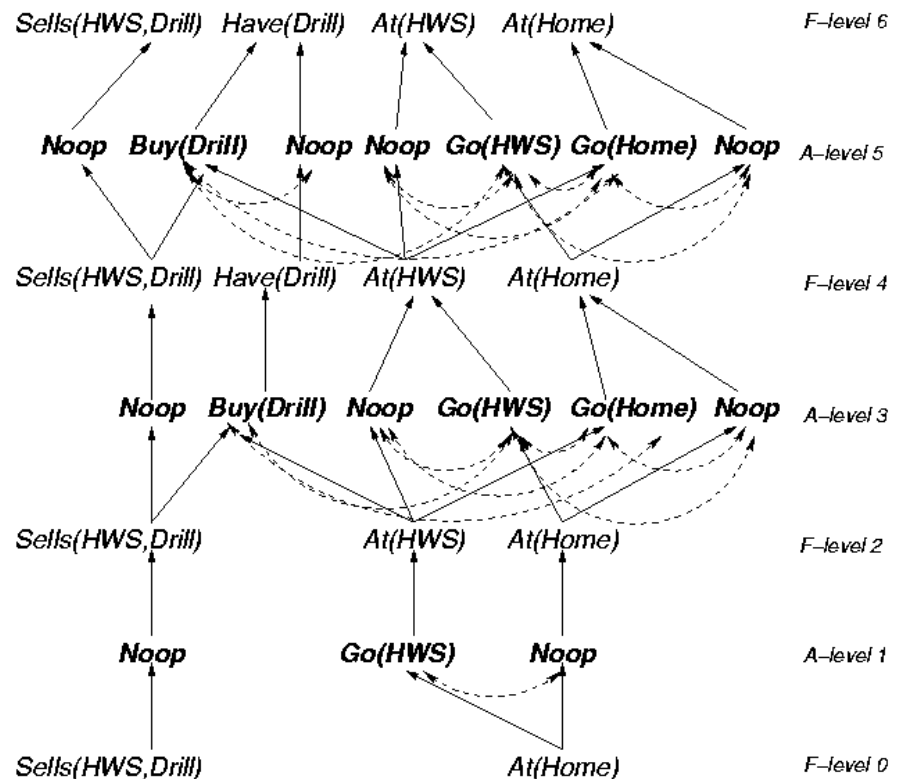 Sells(HWS,Drill) Have(Drill) At(HWS) At(Home) F–level 6
Noop Buy(Drill) Noop Noop Go(HWS) Go(Home) Noop A–level 5
Sells(HWS,Drill) Have(Drill) At(HWS) At(Home) F–level 4
Noop Buy(Drill) Noop Go(HWS) Go(Home) Noop A–level 3
Sells(HWS,Drill) At(HWS) At(Home) F–level 2
Noop Go(HWS) Noop A–level 1
Sells(HWS,Drill) At(Home) F–level 0